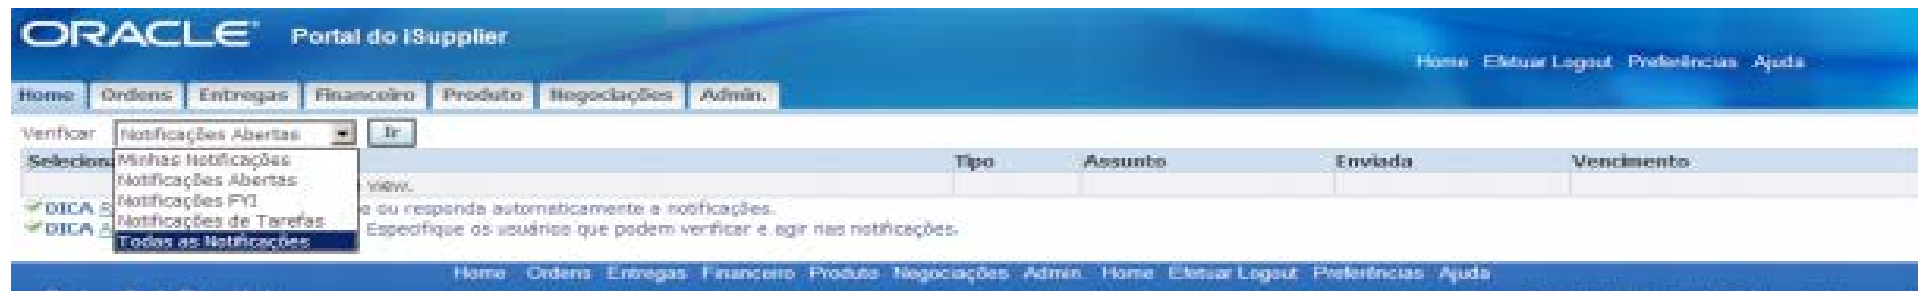 ORACLE Portal do iSupplier
Home Efetuar Logout Preferências Ajuda
Home Ordens Entregas Financeiro Produto Negociações Admin.
Verificar Notificações Abertas Ir
Tipo Assunto Enviada Vencimento
Minhas Notificações
Notificações Abertas
view.
Notificações FYI
DICA e ou responda automaticamente a notificações.
Notificações de Tarefas
DICA Especifique os usuários que podem verificar e agir nas notificações.
Todas as Notificações
Home Ordens Entregas Financeiro Produto Negociações Admin. Home Efetuar Logout Preferências Ajuda